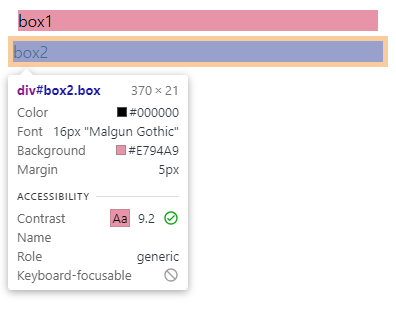 box1
box2
div#box2.box 370 × 21
Color #000000
Font 16px "Malgun Gothic"
Background #E794A9
Margin 5px
ACCESSIBILITY
Contrast Aa 9.2
Name
Role generic
Keyboard-focusable